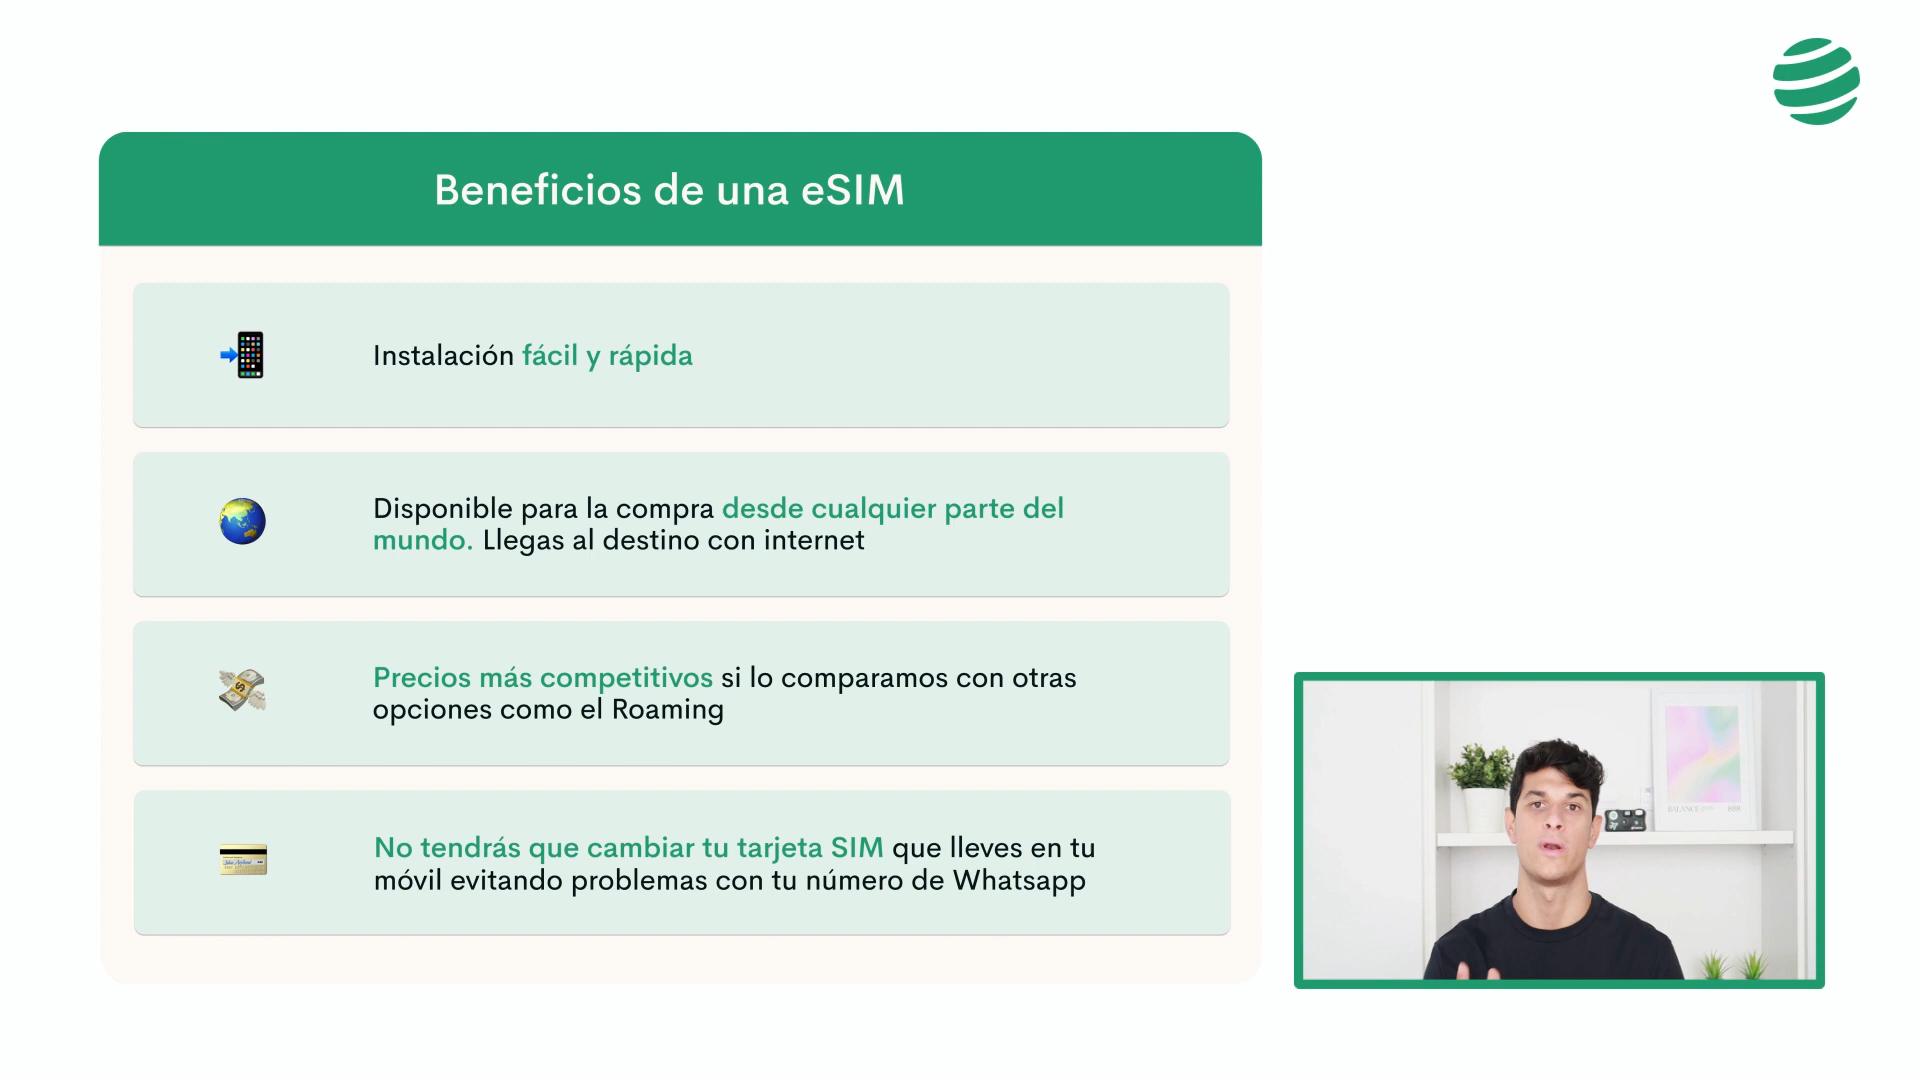 Beneficios de una eSIM
Instalación fácil y rápida
Disponible para la compra desde cualquier parte del
mundo. Llegas al destino con internet
Precios más competitivos si lo comparamos con otras
opciones como el Roaming
No tendrás que cambiar tu tarjeta SIM que lleves en tu
móvil evitando problemas con tu número de Whatsapp
BALANCE